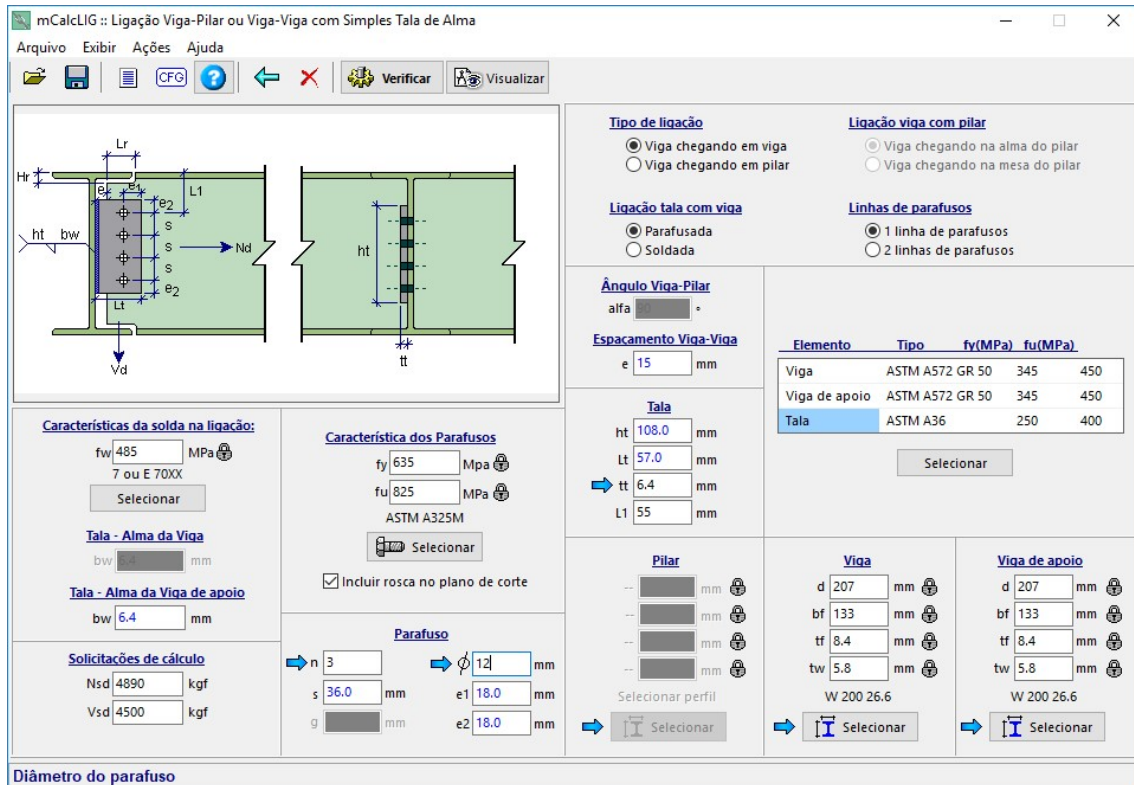 mCalcLIG :: Ligação Viga-Pilar ou Viga-Viga com Simples Tala de Alma
Arquivo Exibir Ações Ajuda
CFG ? Verificar Visualizar
Lr
Hr
e e1 L1
e2
ht bw
s
s
s
e2
Nd
Lt
Vd
ht
tt
Tipo de ligação
Viga chegando em viga
Viga chegando em pilar
Ligação viga com pilar
Viga chegando na alma do pilar
Viga chegando na mesa do pilar
Ligação tala com viga
Parafusada
Soldada
Linhas de parafusos
1 linha de parafusos
2 linhas de parafusos
Ângulo Viga-Pilar
alfa 90 °
Espaçamento Viga-Viga
e 15 mm
Elemento Tipo fy(MPa) fu(MPa)
Viga ASTM A572 GR 50 345 450
Viga de apoio ASTM A572 GR 50 345 450
Tala ASTM A36 250 400
Selecionar
Tala
ht 108.0 mm
Lt 57.0 mm
tt 6.4 mm
L1 55 mm
Características da solda na ligação:
fw 485 MPa
7 ou E 70XX
Selecionar
Tala - Alma da Viga
bw 6.4 mm
Tala - Alma da Viga de apoio
bw 6.4 mm
Solicitações de cálculo
Nsd 4890 kgf
Vsd 4500 kgf
Característica dos Parafusos
fy 635 Mpa
fu 825 MPa
ASTM A325M
Selecionar
Incluir rosca no plano de corte
Parafuso
n 3 ϕ 12 mm
s 36.0 mm e1 18.0 mm
g mm e2 18.0 mm
Pilar
-- mm
-- mm
-- mm
-- mm
Selecionar perfil
Selecionar
Viga
d 207 mm
bf 133 mm
tf 8.4 mm
tw 5.8 mm
W 200 26.6
Selecionar
Viga de apoio
d 207 mm
bf 133 mm
tf 8.4 mm
tw 5.8 mm
W 200 26.6
Selecionar
Diâmetro do parafuso